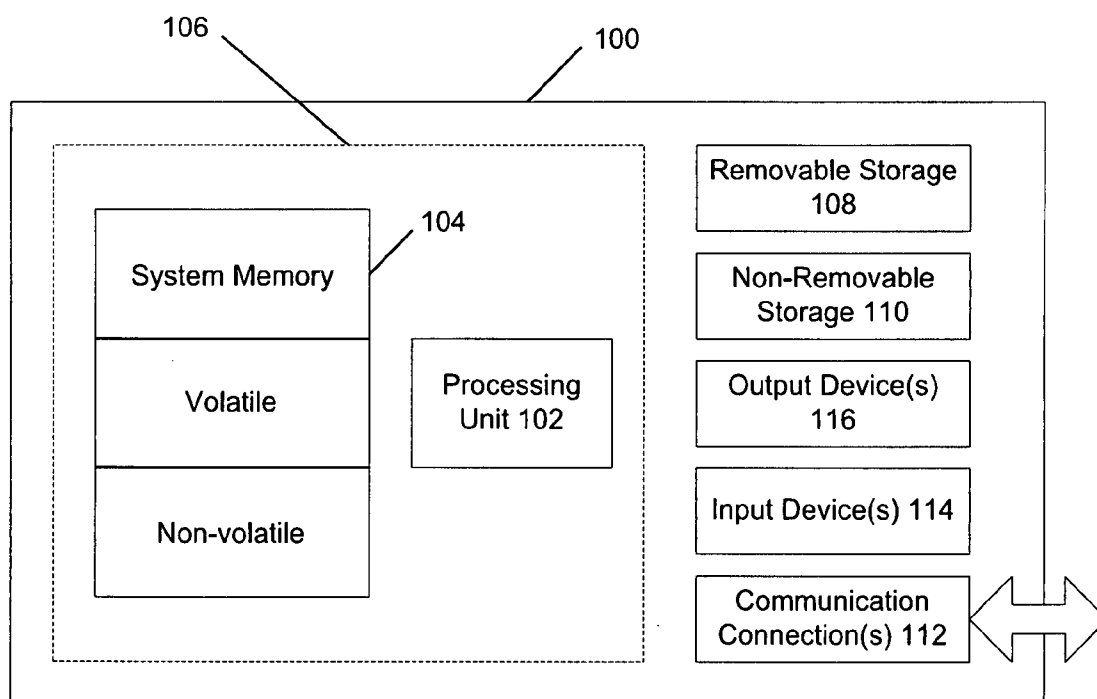 106
100
104
System Memory
Volatile
Non-volatile
Processing
Unit 102
Removable Storage
108
Non-Removable
Storage 110
Output Device(s)
116
Input Device(s) 114
Communication
Connection(s) 112